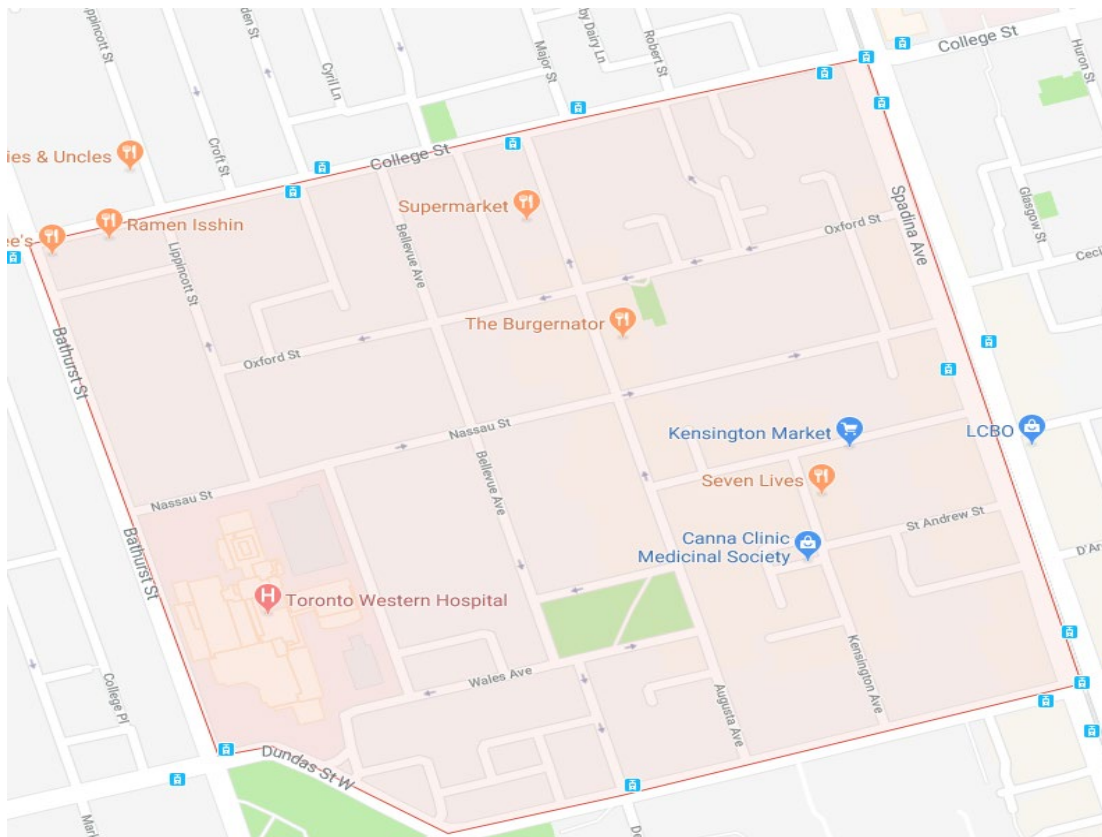 Lippincott St
Cyril Ln
Major St
Robert St
College St
Huron St
Croft St
ies & Uncles
College St
Glasgow St
Supermarket
Spadina Ave
Ramen Isshin
ee's
Lippincott St
Bellevue Ave
Oxford St
The Burgernator
Bathurst St
Oxford St
Nassau St
Kensington Market
LCBO
Bellevue Ave
Seven Lives
Nassau St
St Andrew St
Canna Clinic
Medicinal Society
Bathurst St
H
Toronto Western Hospital
Kensington Ave
College Pl
Wales Ave
Augusta Ave
Dundas St W